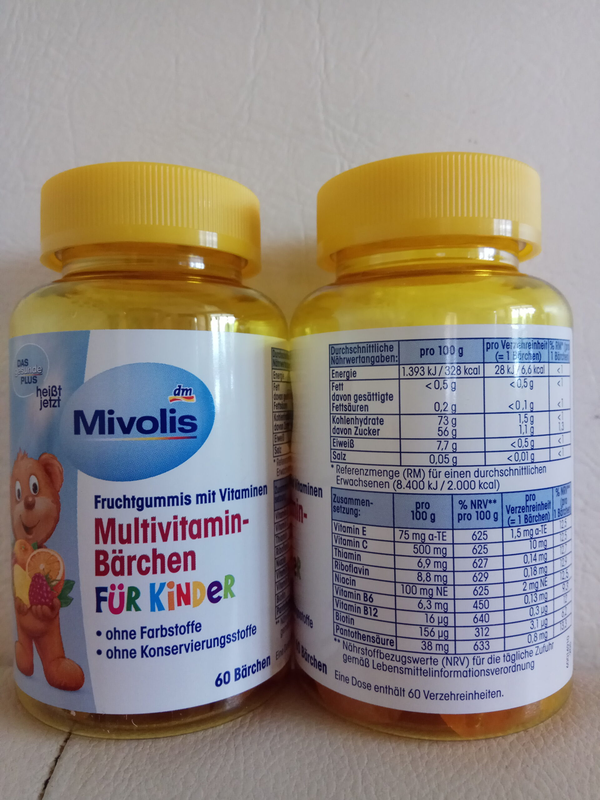 DAS
PLUS
heißt
jetzt
dm
Mivolis
Fruchtgummis mit Vitaminen
Multivitamin-
Bärchen
FÜR KiNDER
• ohne Farbstoffe
• ohne Konservierungsstoffe
60 Bärchen
Durchschnittliche Nährwertangaben: pro 100 g pro Verzehreinheit (= 1 Bärchen)
Energie 1.393 kJ / 328 kcal 28 kJ / 6,6 kcal <1
Fett <0,5 g <0,5 g <1
davon gesättigte
Fettsäuren 0,2 g <0,1 g <1
Kohlenhydrate 73 g 1,5 g <1
davon Zucker 56 g 1,1 g
Eiweiß 7,7 g <0,5 g <1
Salz 0,05 g <0,01 g <1
* Referenzmenge (RM) für einen durchschnittlichen
Erwachsenen (8.400 kJ / 2.000 kcal)
Zusammen-setzung: pro 100 g % NRV** pro 100 g pro Verzehreinheit (= 1 Bärchen)
Vitamin E 75 mg α-TE 625 1,5 mg α-TE
Vitamin C 500 mg 625 10 mg
Thiamin 6,9 mg 627 0,14 mg
Riboflavin 8,8 mg 629 0,18 mg
Niacin 100 mg NE 625 2 mg NE
Vitamin B6 6,3 mg 450 0,13 mg
Vitamin B12 16 µg 640 0,3 µg
Biotin 156 µg 312 3,1 µg
Pantothensäure 38 mg 633 0,8 mg
** Nährstoffbezugswerte (NRV) für die tägliche Zufuhr
gemäß Lebensmittelinformationsverordnung
Eine Dose enthält 60 Verzehreinheiten.